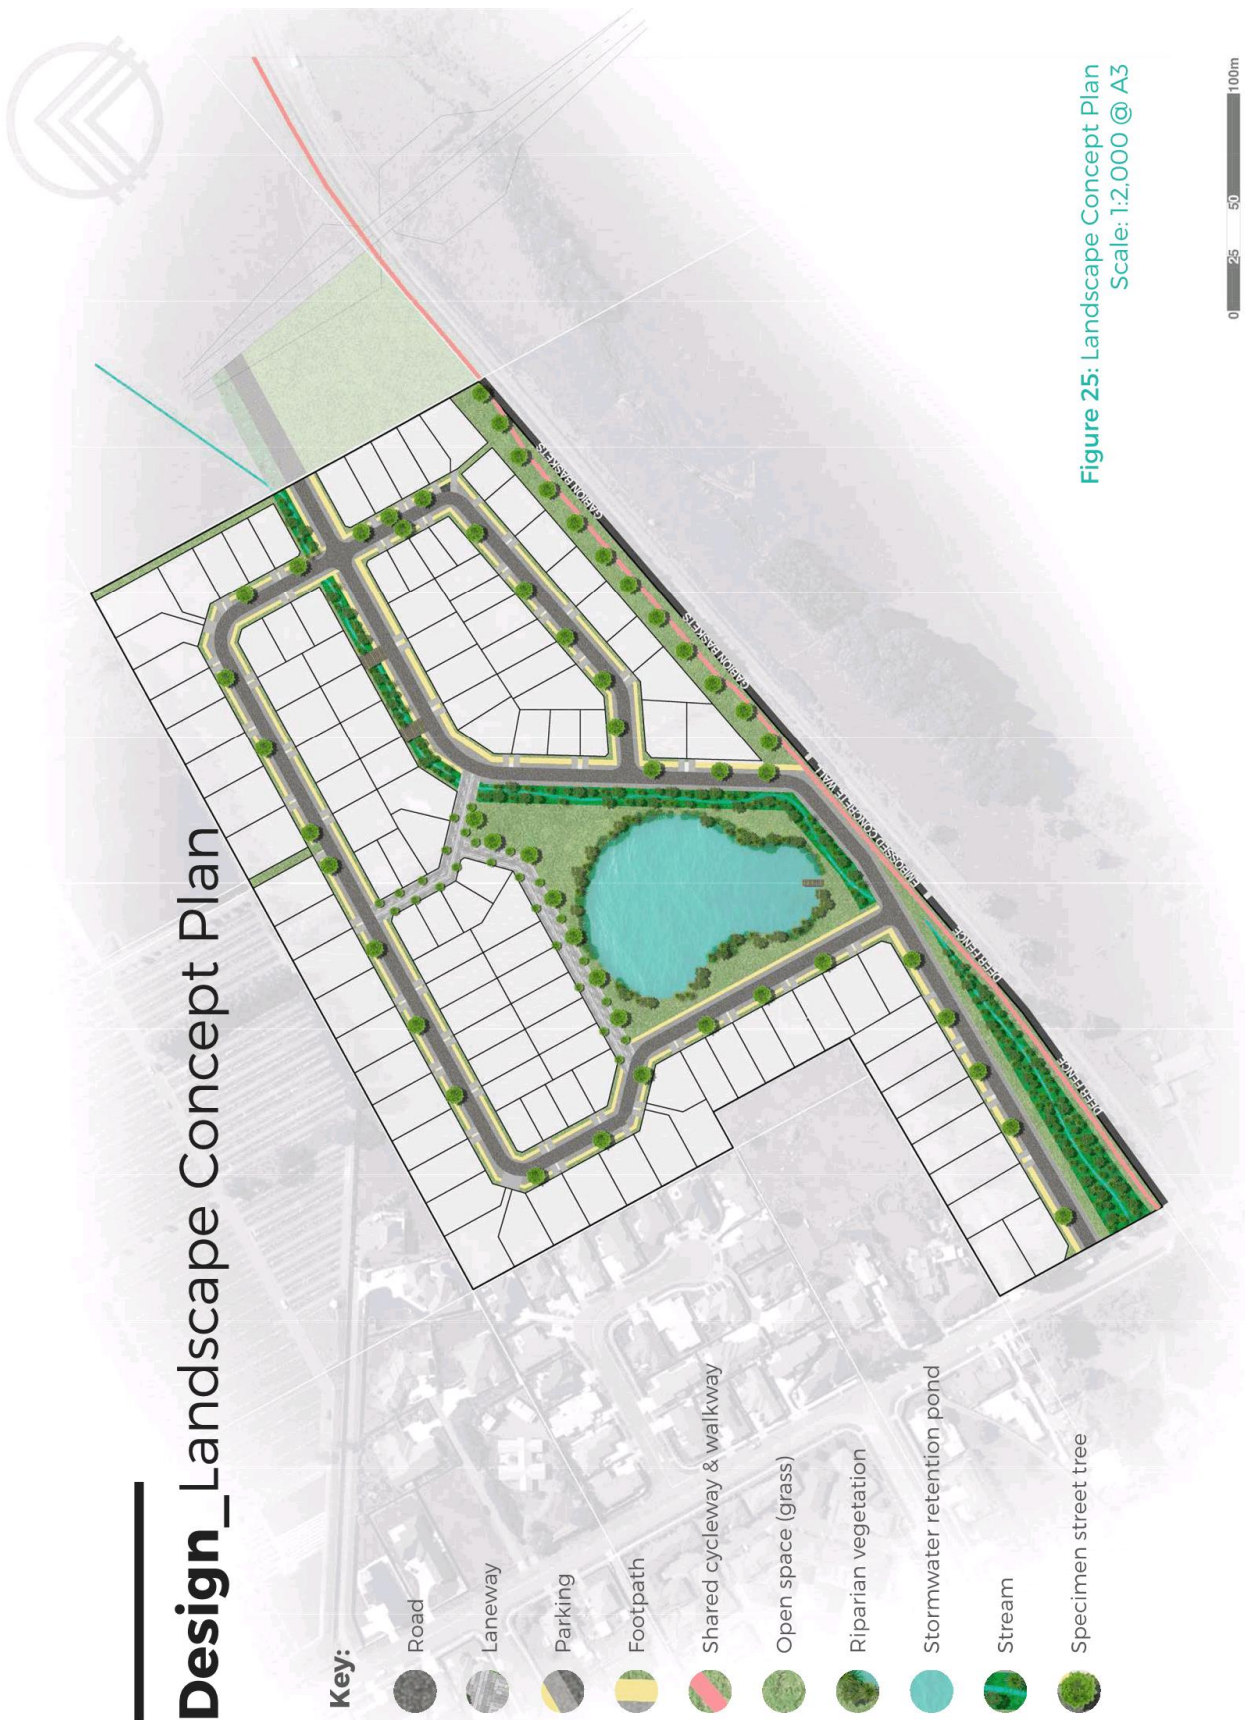 Design_Landscape Concept Plan
Key:
Road
Laneway
Parking
Footpath
Shared cycleway & walkway
Open space (grass)
Riparian vegetation
Stormwater retention pond
Stream
Specimen street tree
DEER FENCE
DEER FENCE
EMBOSSED CONCRETE WALL
GABION BASKETS
GABION BASKETS
Figure 25: Landscape Concept Plan
Scale: 1:2,000 @ A3
0 25 50 100m